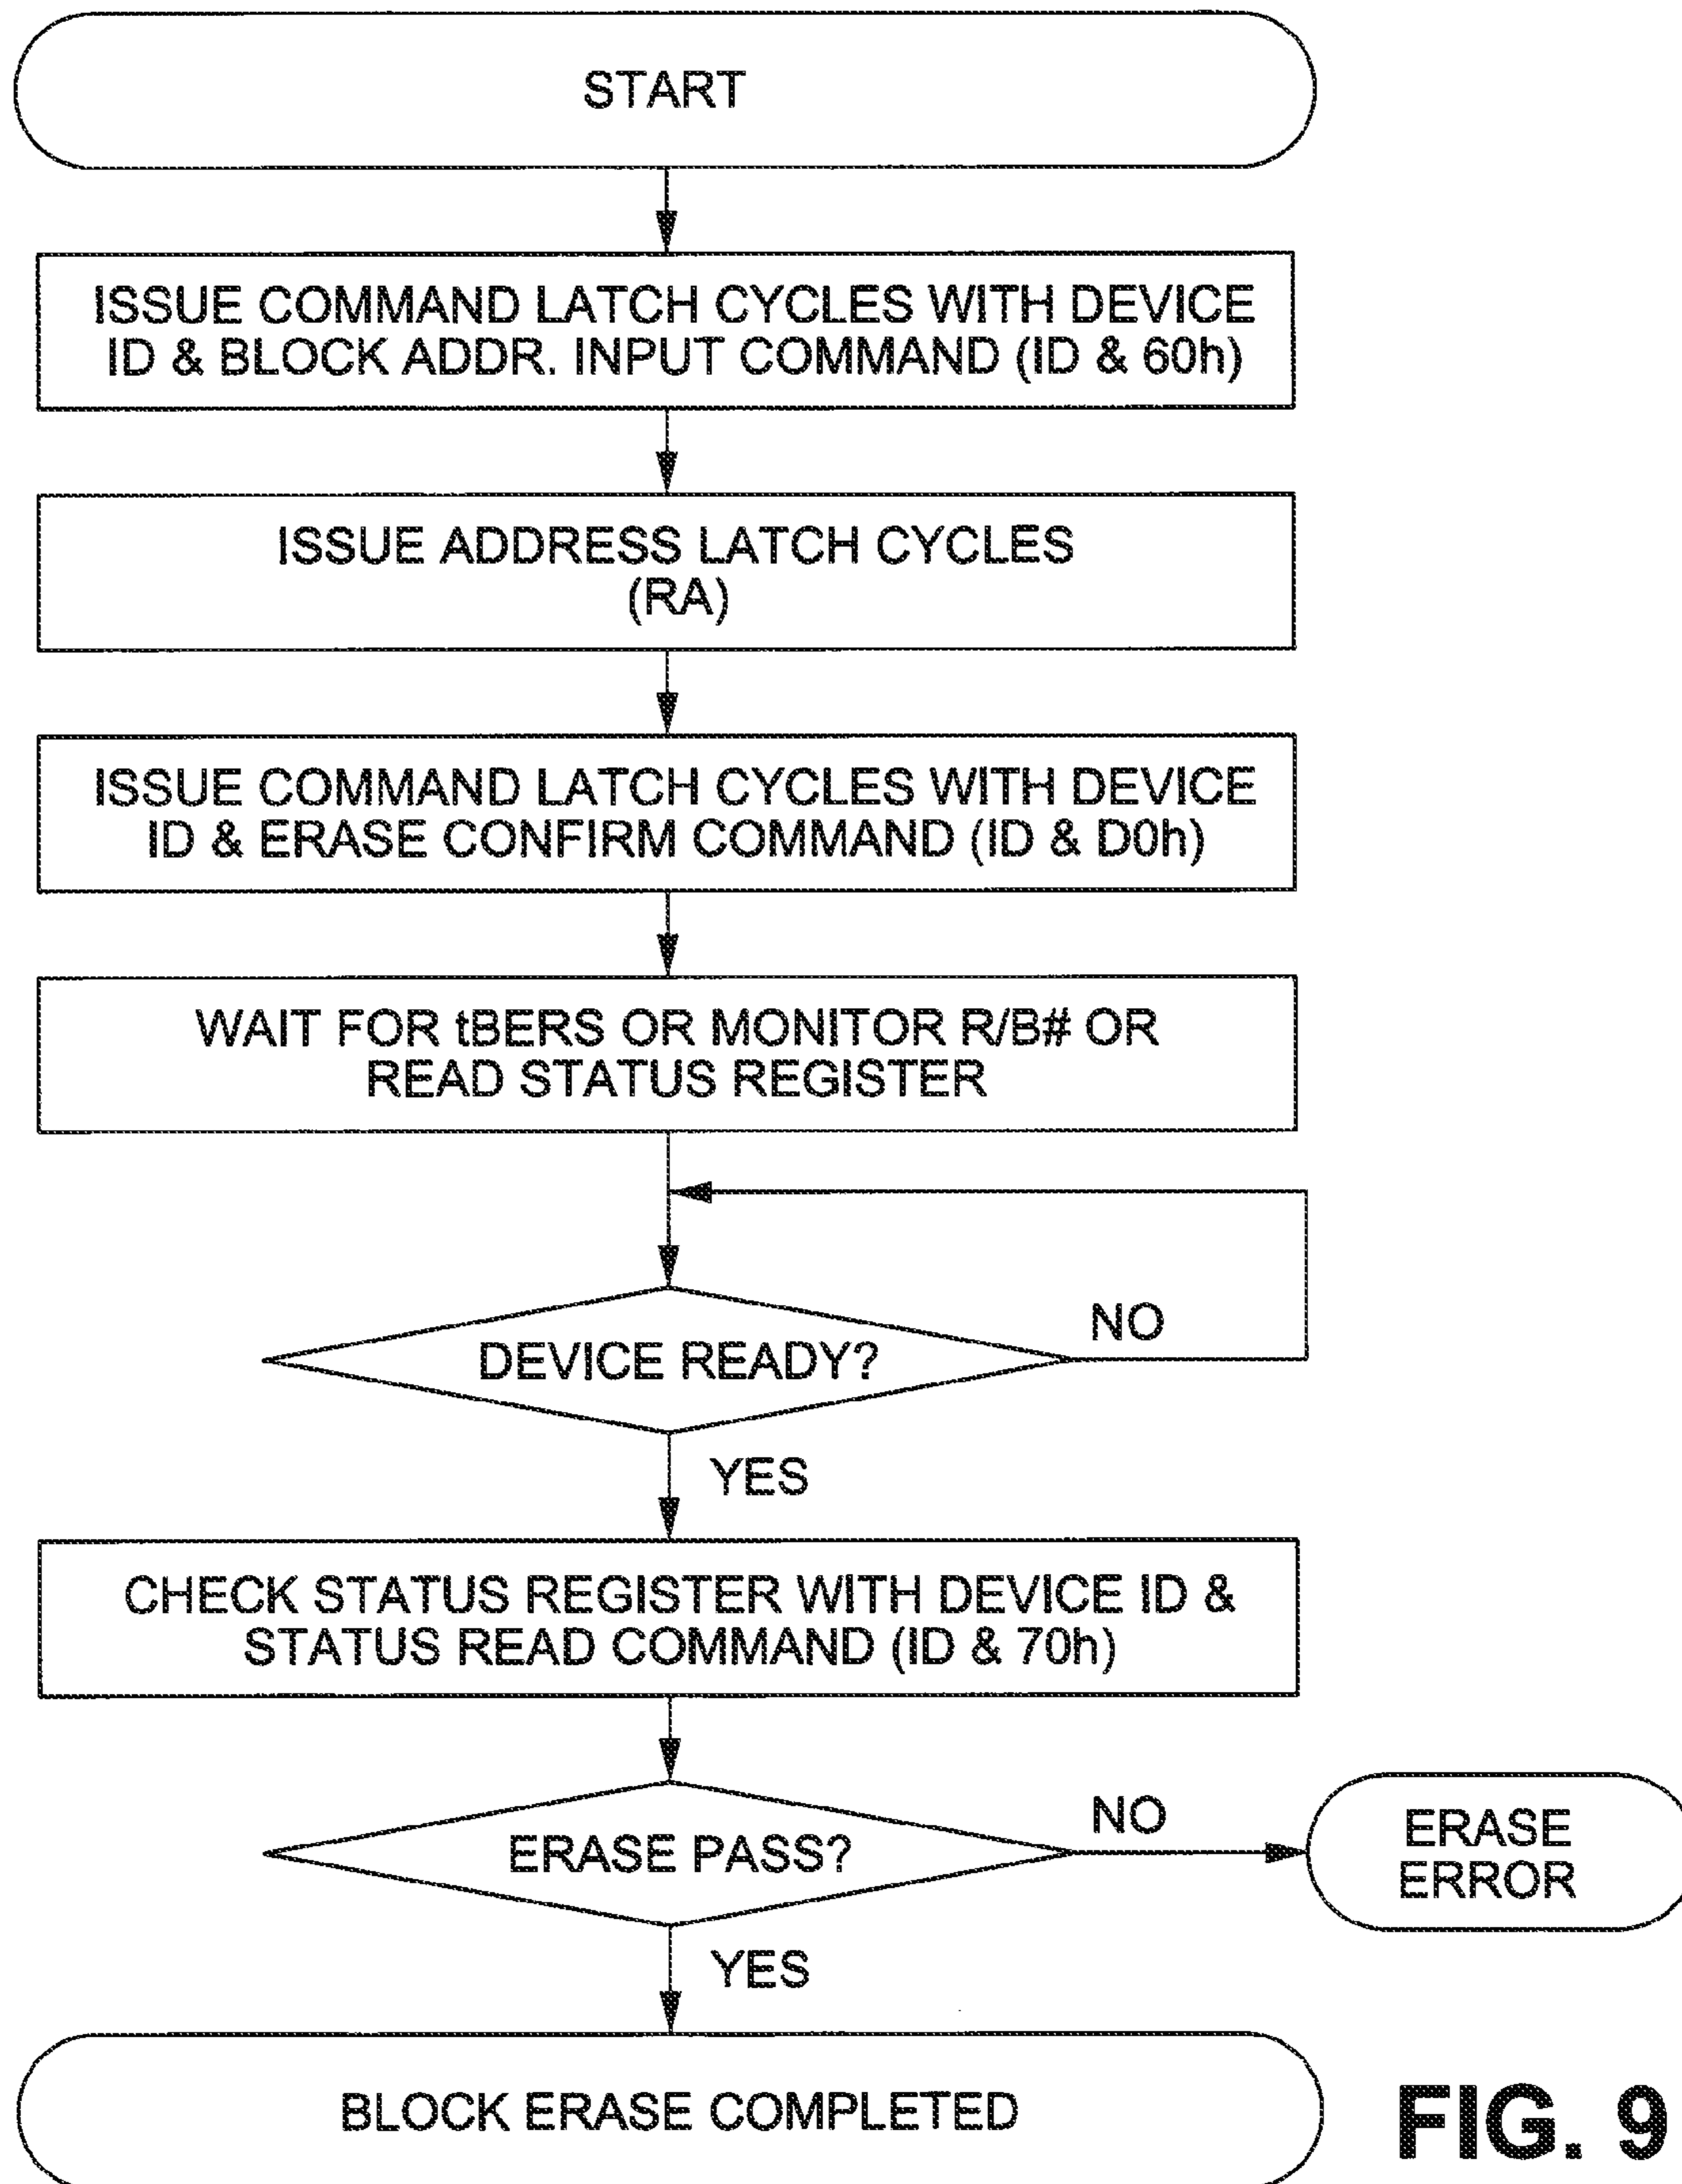 START
ISSUE COMMAND LATCH CYCLES WITH DEVICE
ID & BLOCK ADDR. INPUT COMMAND (ID & 60h)
ISSUE ADDRESS LATCH CYCLES
(RA)
ISSUE COMMAND LATCH CYCLES WITH DEVICE
ID & ERASE CONFIRM COMMAND (ID & D0h)
WAIT FOR tBERS OR MONITOR R/B# OR
READ STATUS REGISTER
NO
DEVICE READY?
YES
CHECK STATUS REGISTER WITH DEVICE ID &
STATUS READ COMMAND (ID & 70h)
NO
ERASE PASS?
ERASE
ERROR
YES
BLOCK ERASE COMPLETED
FIG. 9